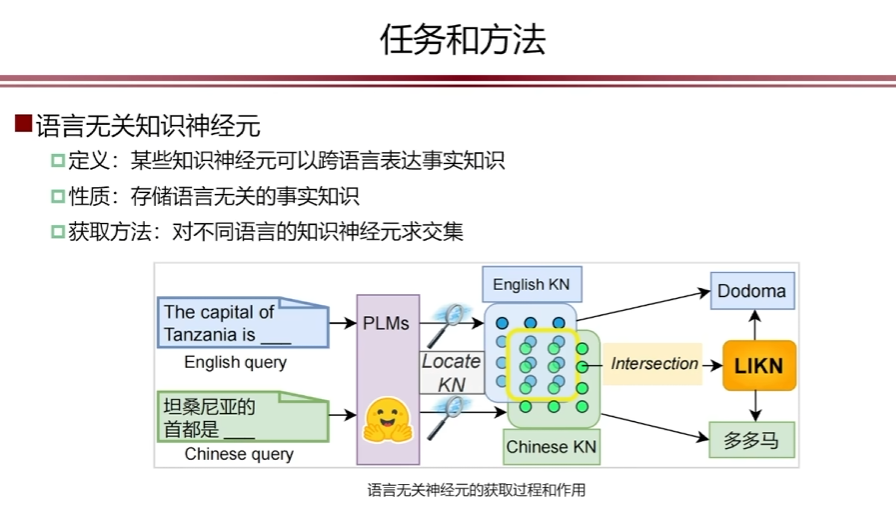 任务和方法
语言无关知识神经元
定义：某些知识神经元可以跨语言表达事实知识
性质：存储语言无关的事实知识
获取方法：对不同语言的知识神经元求交集
The capital of
Tanzania is ___
English query
坦桑尼亚的
首都是 ___
Chinese query
PLMs
Locate
KN
English KN
Chinese KN
Intersection
Dodoma
LIKN
多多马
语言无关神经元的获取过程和作用